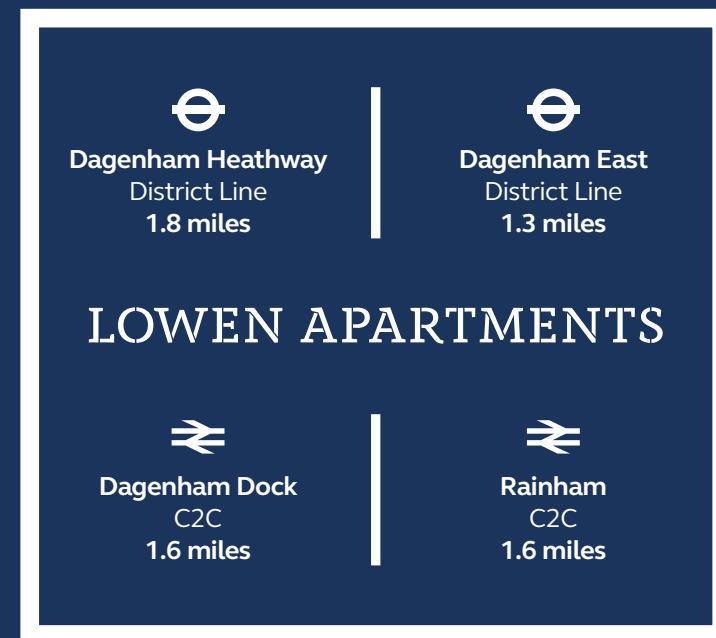 Dagenham Heathway
District Line
1.8 miles
Dagenham East
District Line
1.3 miles
LOWEN APARTMENTS
Dagenham Dock
C2C
1.6 miles
Rainham
C2C
1.6 miles